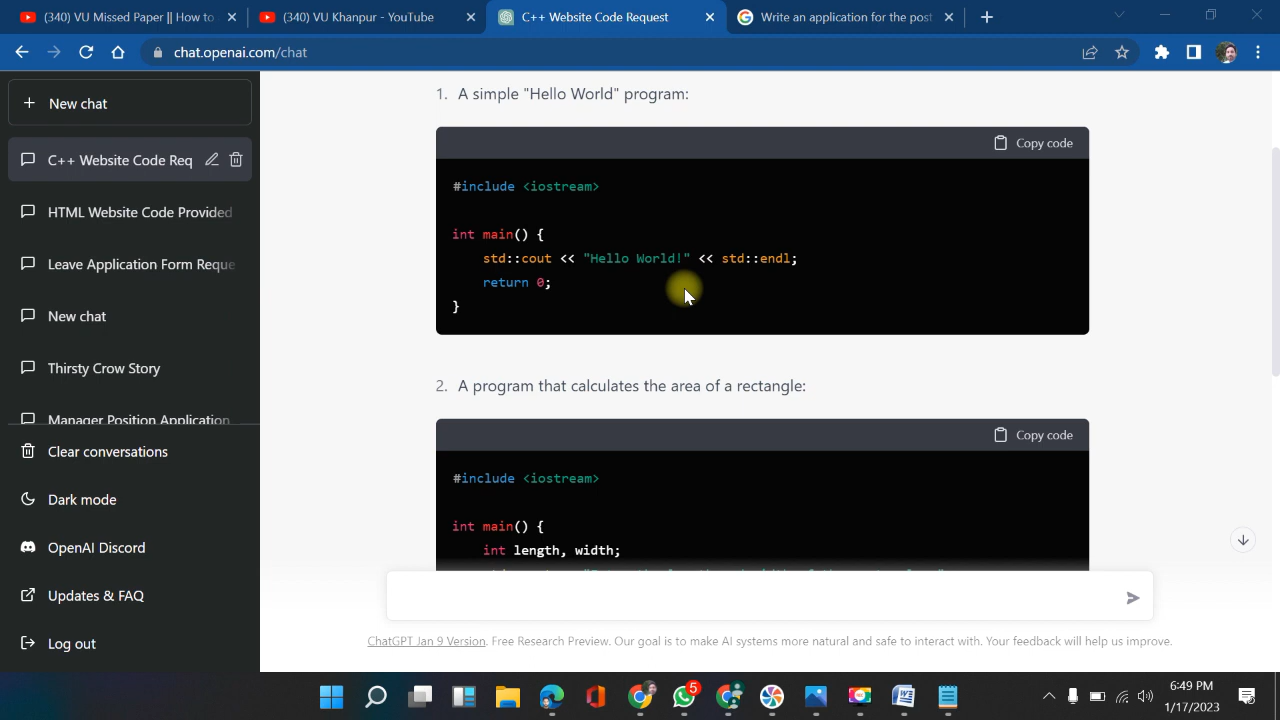 (340) VU Missed Paper || How to
(340) VU Khanpur - YouTube
C++ Website Code Request
Write an application for the post
chat.openai.com/chat
New chat
C++ Website Code Req
HTML Website Code Provided
Leave Application Form Reque
New chat
Thirsty Crow Story
Manager Position Application
Clear conversations
Dark mode
OpenAI Discord
Updates & FAQ
Log out
1. A simple "Hello World" program:
Copy code
#include <iostream>
int main() {
std::cout << "Hello World!" << std::endl;
return 0;
}
2. A program that calculates the area of a rectangle:
Copy code
#include <iostream>
int main() {
int length, width;
ChatGPT Jan 9 Version. Free Research Preview. Our goal is to make AI systems more natural and safe to interact with. Your feedback will help us improve.
5
6:49 PM
1/17/2023